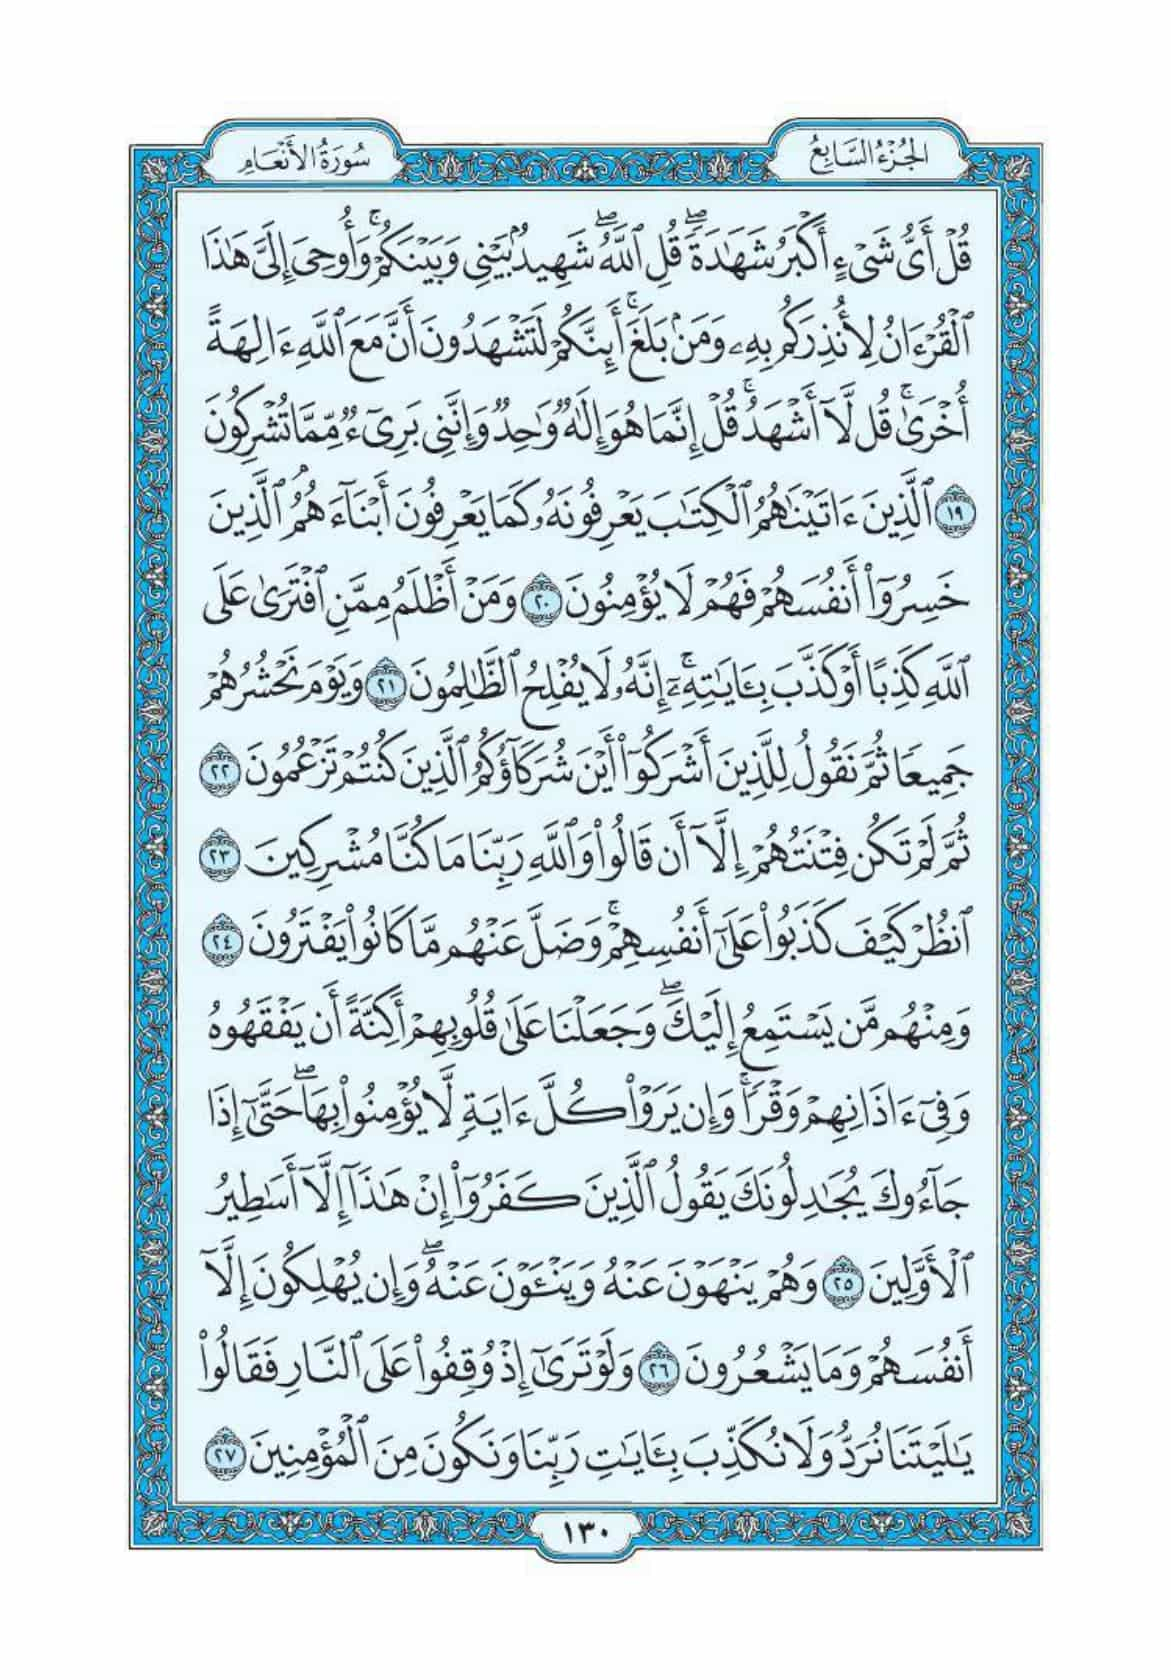 الجُزْءُ السَّابِعُ
سُورَةُ الأَنْعَامِ
قُلْ أَىُّ شَىْءٍ أَكْبَرُ شَهَٰدَةًۖ قُلِ ٱللَّهُۖ شَهِيدُۢ بَيْنِى وَبَيْنَكُمْۚ وَأُوحِىَ إِلَىَّ هَٰذَا
ٱلْقُرْءَانُ لِأُنذِرَكُم بِهِۦ وَمَنۢ بَلَغَۚ أَئِنَّكُمْ لَتَشْهَدُونَ أَنَّ مَعَ ٱللَّهِ ءَالِهَةً
أُخْرَىٰۚ قُل لَّآ أَشْهَدُۚ قُلْ إِنَّمَا هُوَ إِلَٰهٌ وَٰحِدٌ وَإِنَّنِى بَرِىٓءٌ مِّمَّا تُشْرِكُونَ
١٩ ٱلَّذِينَ ءَاتَيْنَٰهُمُ ٱلْكِتَٰبَ يَعْرِفُونَهُۥ كَمَا يَعْرِفُونَ أَبْنَآءَهُمُۘ ٱلَّذِينَ
خَسِرُوٓا۟ أَنفُسَهُمْ فَهُمْ لَا يُؤْمِنُونَ ٢٠ وَمَنْ أَظْلَمُ مِمَّنِ ٱفْتَرَىٰ عَلَى
ٱللَّهِ كَذِبًا أَوْ كَذَّبَ بِـَٔايَٰتِهِۦٓۚ إِنَّهُۥ لَا يُفْلِحُ ٱلظَّٰلِمُونَ ٢١ وَيَوْمَ نَحْشُرُهُمْ
جَمِيعًا ثُمَّ نَقُولُ لِلَّذِينَ أَشْرَكُوٓا۟ أَيْنَ شُرَكَآؤُكُمُ ٱلَّذِينَ كُنتُمْ تَزْعُمُونَ ٢٢
ثُمَّ لَمْ تَكُن فِتْنَتُهُمْ إِلَّآ أَن قَالُوا۟ وَٱللَّهِ رَبِّنَا مَا كُنَّا مُشْرِكِينَ ٢٣
ٱنظُرْ كَيْفَ كَذَبُوا۟ عَلَىٰٓ أَنفُسِهِمْۚ وَضَلَّ عَنْهُم مَّا كَانُوا۟ يَفْتَرُونَ ٢٤
وَمِنْهُم مَّن يَسْتَمِعُ إِلَيْكَۖ وَجَعَلْنَا عَلَىٰ قُلُوبِهِمْ أَكِنَّةً أَن يَفْقَهُوهُ
وَفِىٓ ءَاذَانِهِمْ وَقْرًاۚ وَإِن يَرَوْا۟ كُلَّ ءَايَةٍ لَّا يُؤْمِنُوا۟ بِهَاۖ حَتَّىٰٓ إِذَا
جَآءُوكَ يُجَٰدِلُونَكَ يَقُولُ ٱلَّذِينَ كَفَرُوٓا۟ إِنْ هَٰذَآ إِلَّآ أَسَٰطِيرُ
ٱلْأَوَّلِينَ ٢٥ وَهُمْ يَنْهَوْنَ عَنْهُ وَيَنْـَٔوْنَ عَنْهُۖ وَإِن يُهْلِكُونَ إِلَّآ
أَنفُسَهُمْ وَمَا يَشْعُرُونَ ٢٦ وَلَوْ تَرَىٰٓ إِذْ وُقِفُوا۟ عَلَى ٱلنَّارِ فَقَالُوا۟
يَٰلَيْتَنَا نُرَدُّ وَلَا نُكَذِّبَ بِـَٔايَٰتِ رَبِّنَا وَنَكُونَ مِنَ ٱلْمُؤْمِنِينَ ٢٧
١٣٠